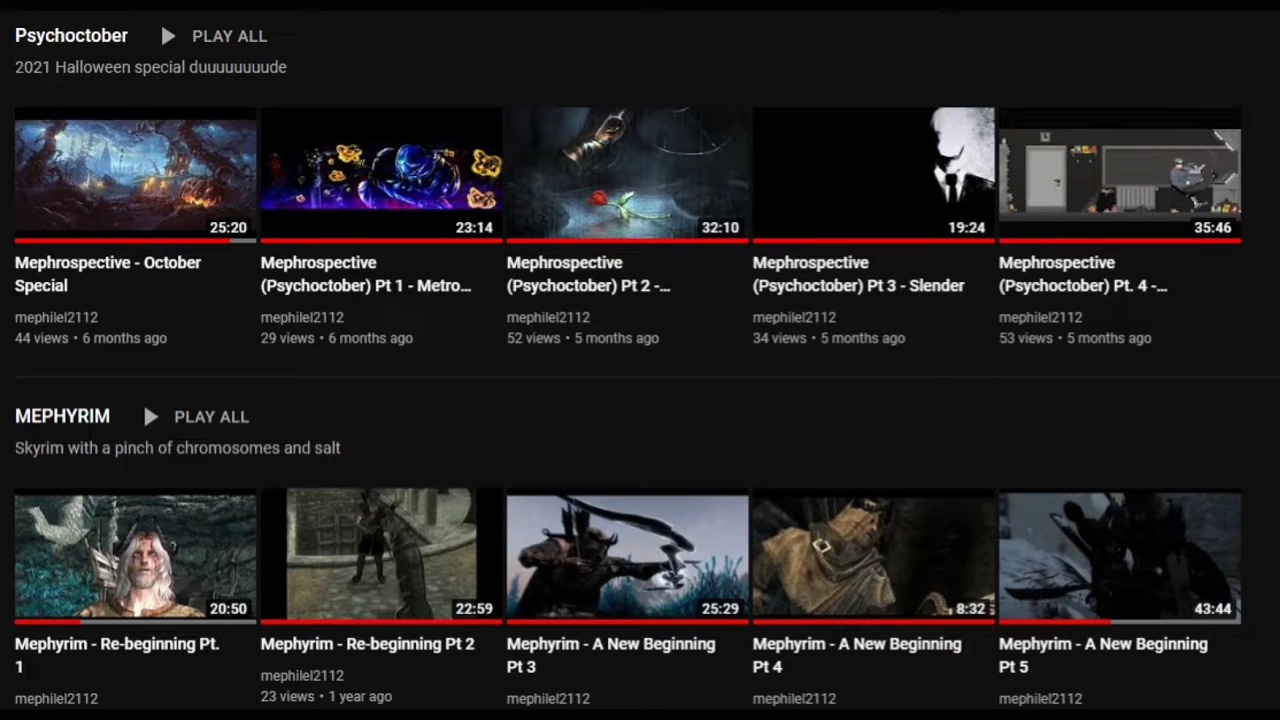 Psychoctober PLAY ALL
2021 Halloween special duuuuuuuude
25:20 23:14 32:10 19:24 35:46
Mephrospective - October Mephrospective Mephrospective Mephrospective Mephrospective
Special (Psychoctober) Pt 1 - Metro... (Psychoctober) Pt 2 -... (Psychoctober) Pt 3 - Slender (Psychoctober) Pt. 4 -...
mephilel2112 mephilel2112 mephilel2112 mephilel2112 mephilel2112
44 views • 6 months ago 29 views • 6 months ago 52 views • 5 months ago 34 views • 5 months ago 53 views • 5 months ago
MEPHYRIM PLAY ALL
Skyrim with a pinch of chromosomes and salt
20:50 22:59 25:29 8:32 43:44
Mephyrim - Re-beginning Pt. Mephyrim - Re-beginning Pt 2 Mephyrim - A New Beginning Mephyrim - A New Beginning Mephyrim - A New Beginning
1 Pt 3 Pt 4 Pt 5
mephilel2112
23 views • 1 year ago
mephilel2112 mephilel2112 mephilel2112 mephilel2112